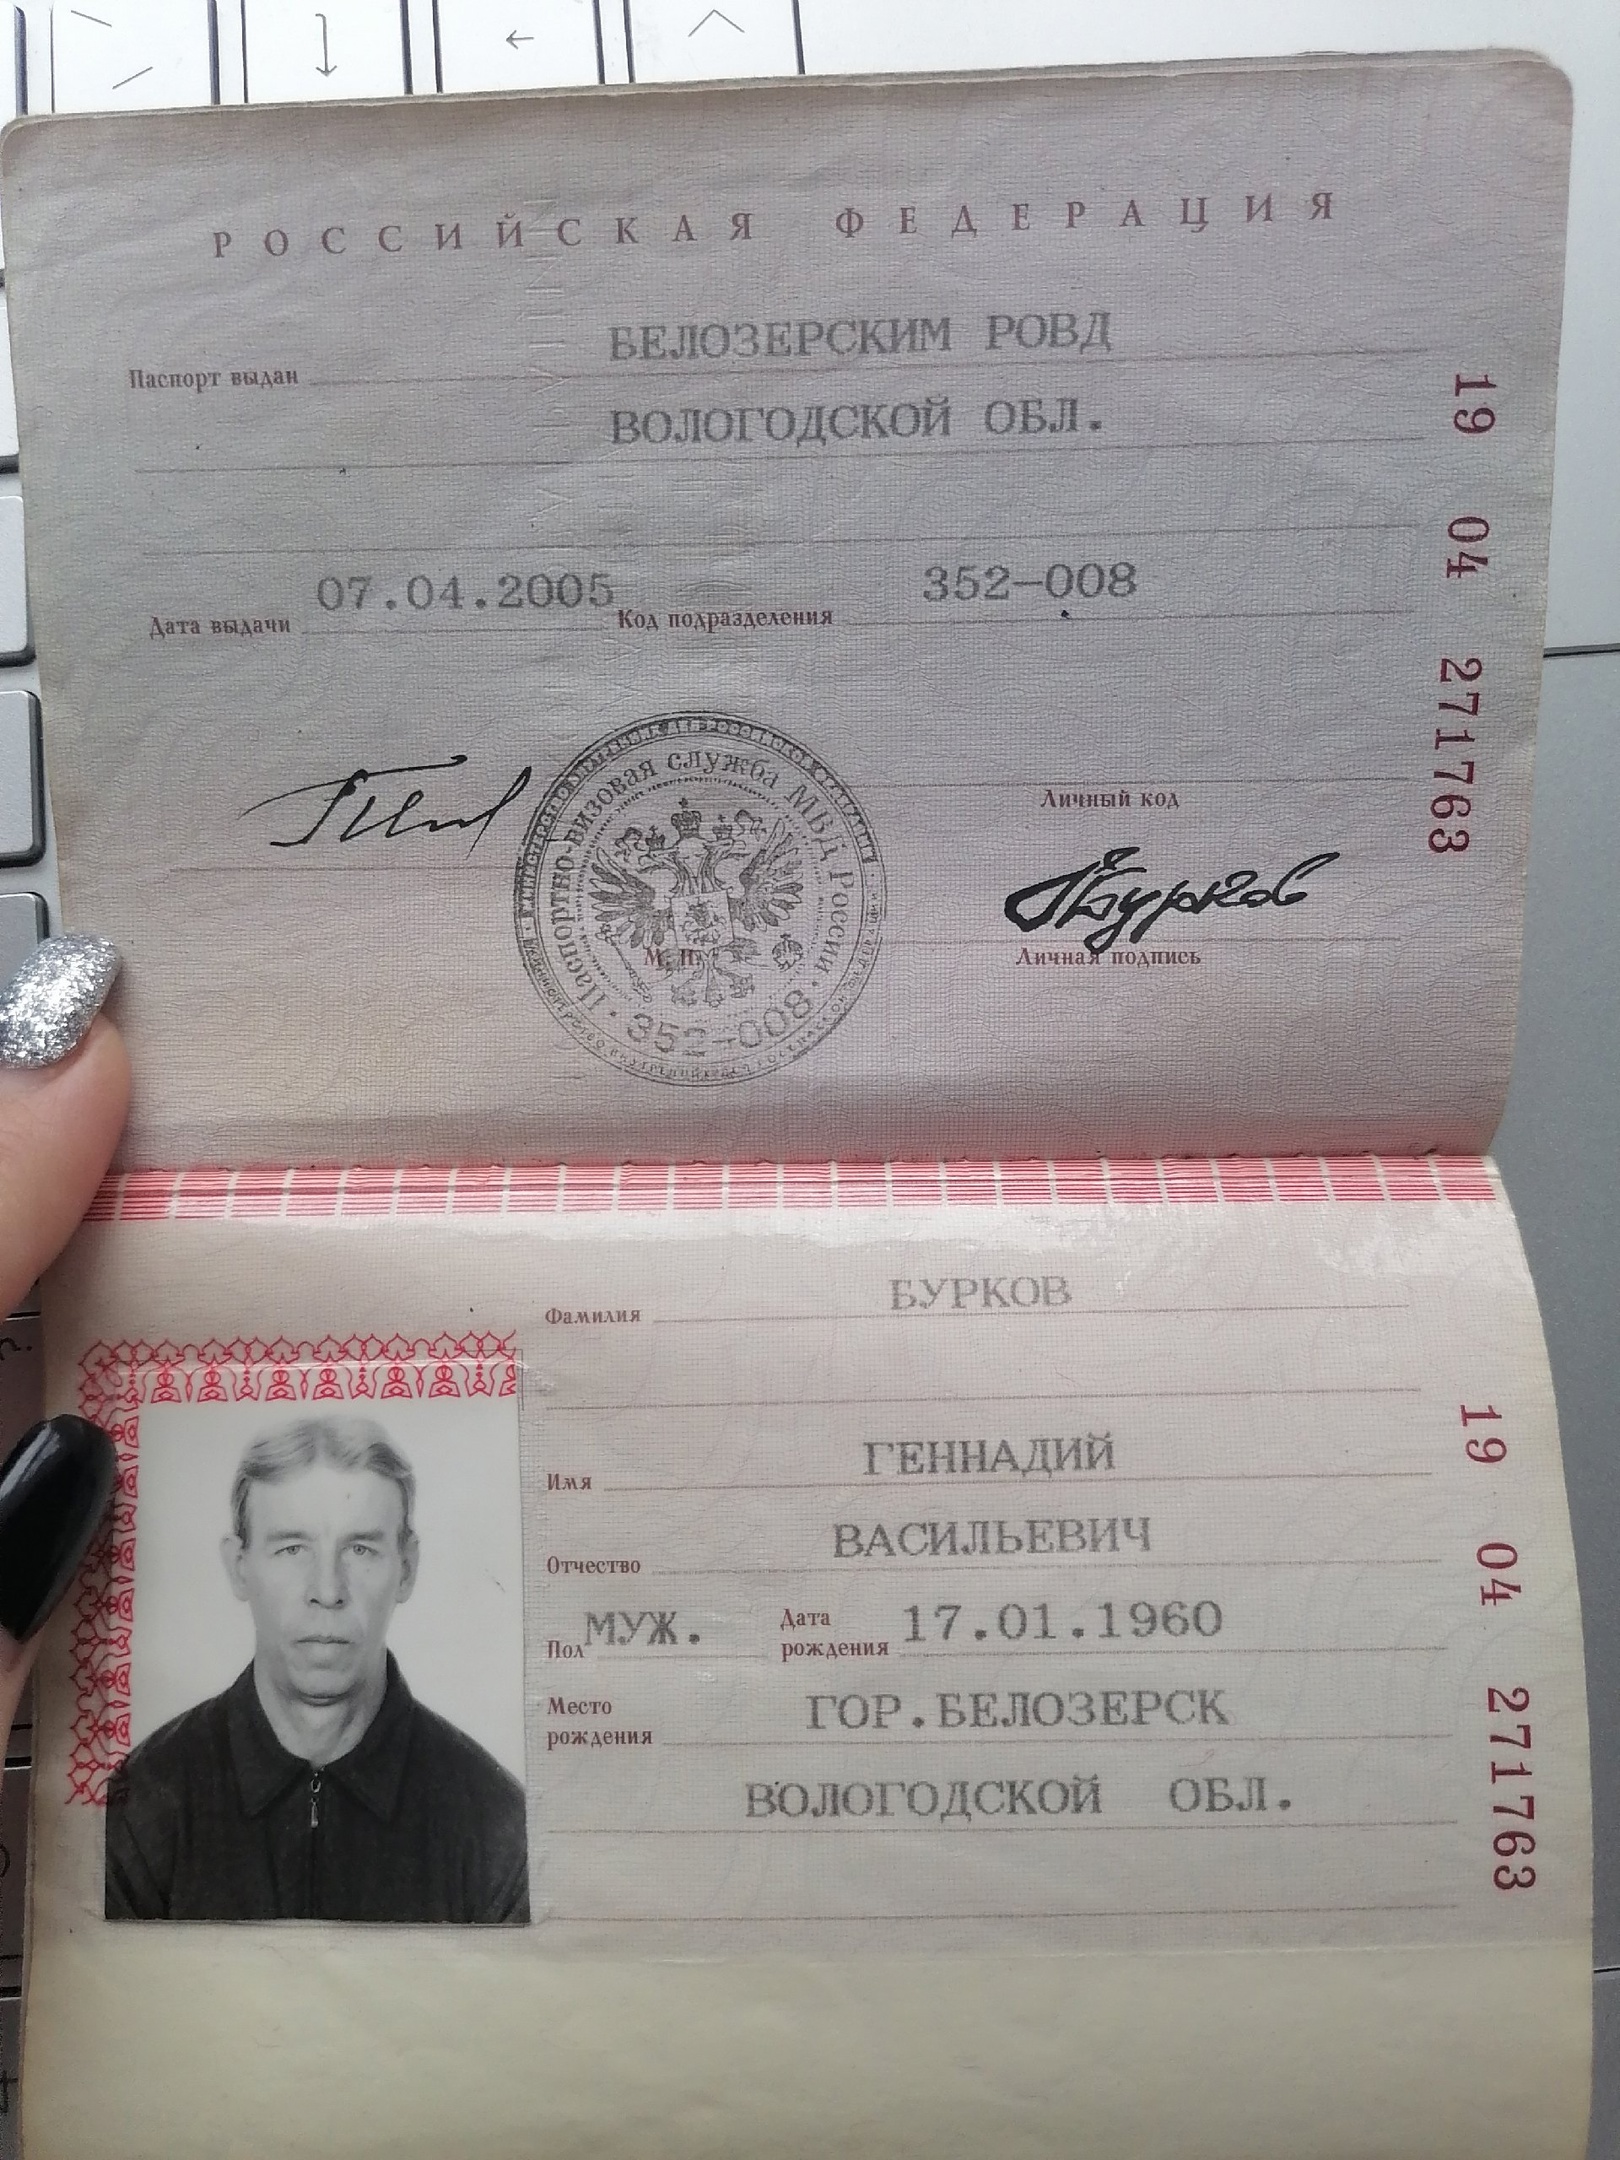 РОССИЙСКАЯ ФЕДЕРАЦИЯ
Паспорт выдан БЕЛОЗЕРСКИМ РОВД
ВОЛОГОДСКОЙ ОБЛ.
Дата выдачи 07.04.2005 Код подразделения 352-008
Личный код
19 04 271763
Паспортно-визовая служба МВД России
352-008
М.П.
Бурков
Личная подпись
Фамилия БУРКОВ
Имя ГЕННАДИЙ
Отчество ВАСИЛЬЕВИЧ
Пол МУЖ. Дата рождения 17.01.1960
Место рождения ГОР.БЕЛОЗЕРСК
ВОЛОГОДСКОЙ ОБЛ.
19 04 271763